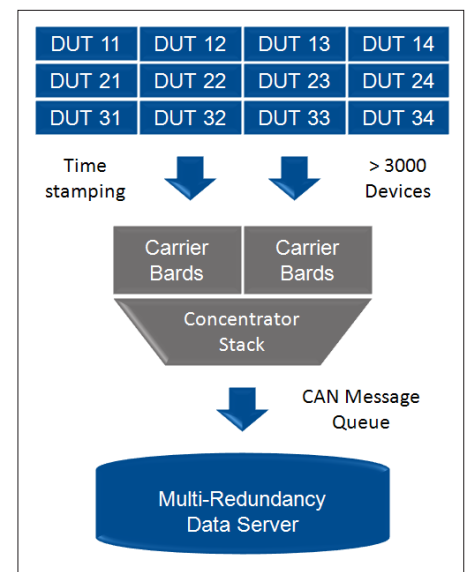 DUT 11 DUT 12 DUT 13 DUT 14
DUT 21 DUT 22 DUT 23 DUT 24
DUT 31 DUT 32 DUT 33 DUT 34
Time
stamping
> 3000
Devices
Carrier
Bards
Carrier
Bards
Concentrator
Stack
CAN Message
Queue
Multi-Redundancy
Data Server